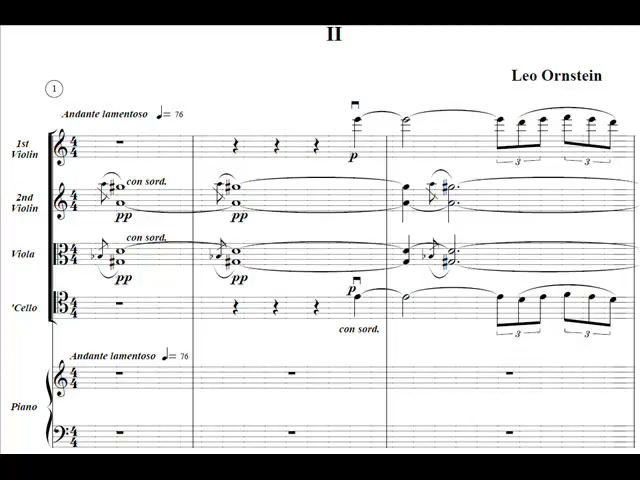 II
Leo Ornstein
1
Andante lamentoso = 76
1st
Violin
p
3 3
2nd
Violin
con sord.
pp pp
Viola
con sord.
pp pp
'Cello
p
con sord.
3 3
Andante lamentoso = 76
Piano